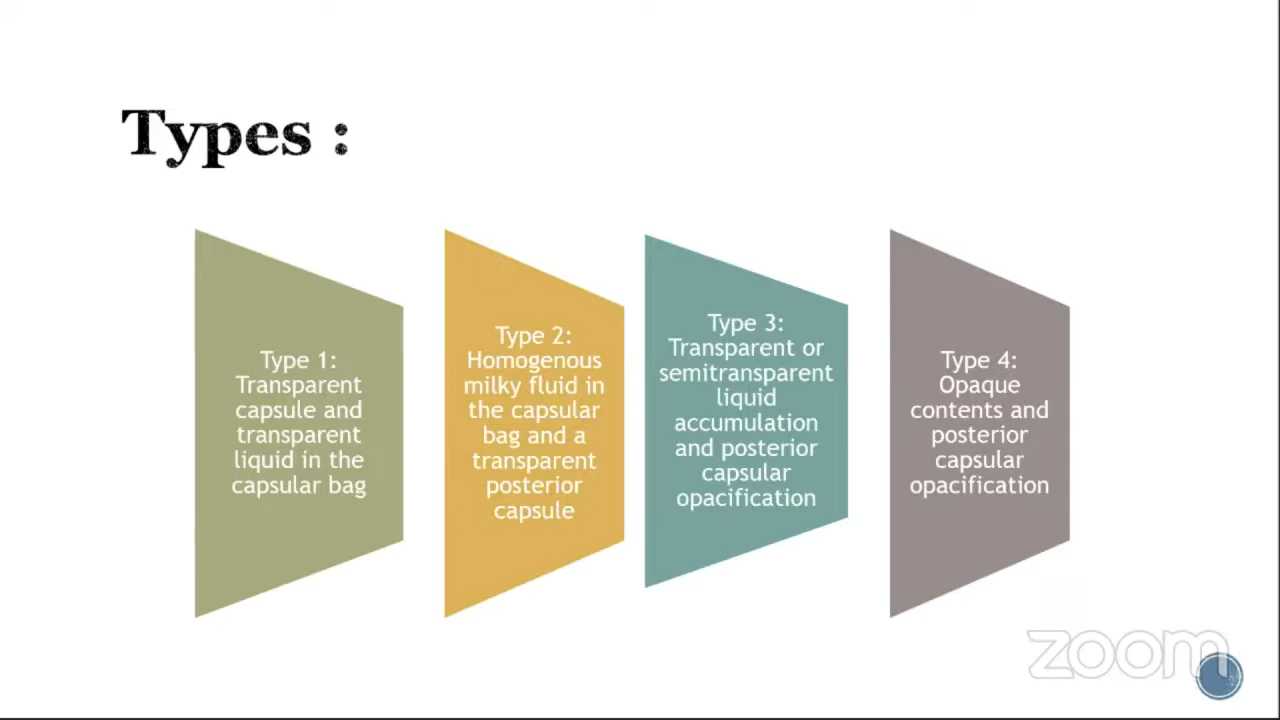 Types :
Type 1:
Transparent
capsule and
transparent
liquid in the
capsular bag
Type 2:
Homogenous
milky fluid in
the capsular
bag and a
transparent
posterior
capsule
Type 3:
Transparent or
semitransparent
liquid
accumulation
and posterior
capsular
opacification
Type 4:
Opaque
contents and
posterior
capsular
opacification
zoom